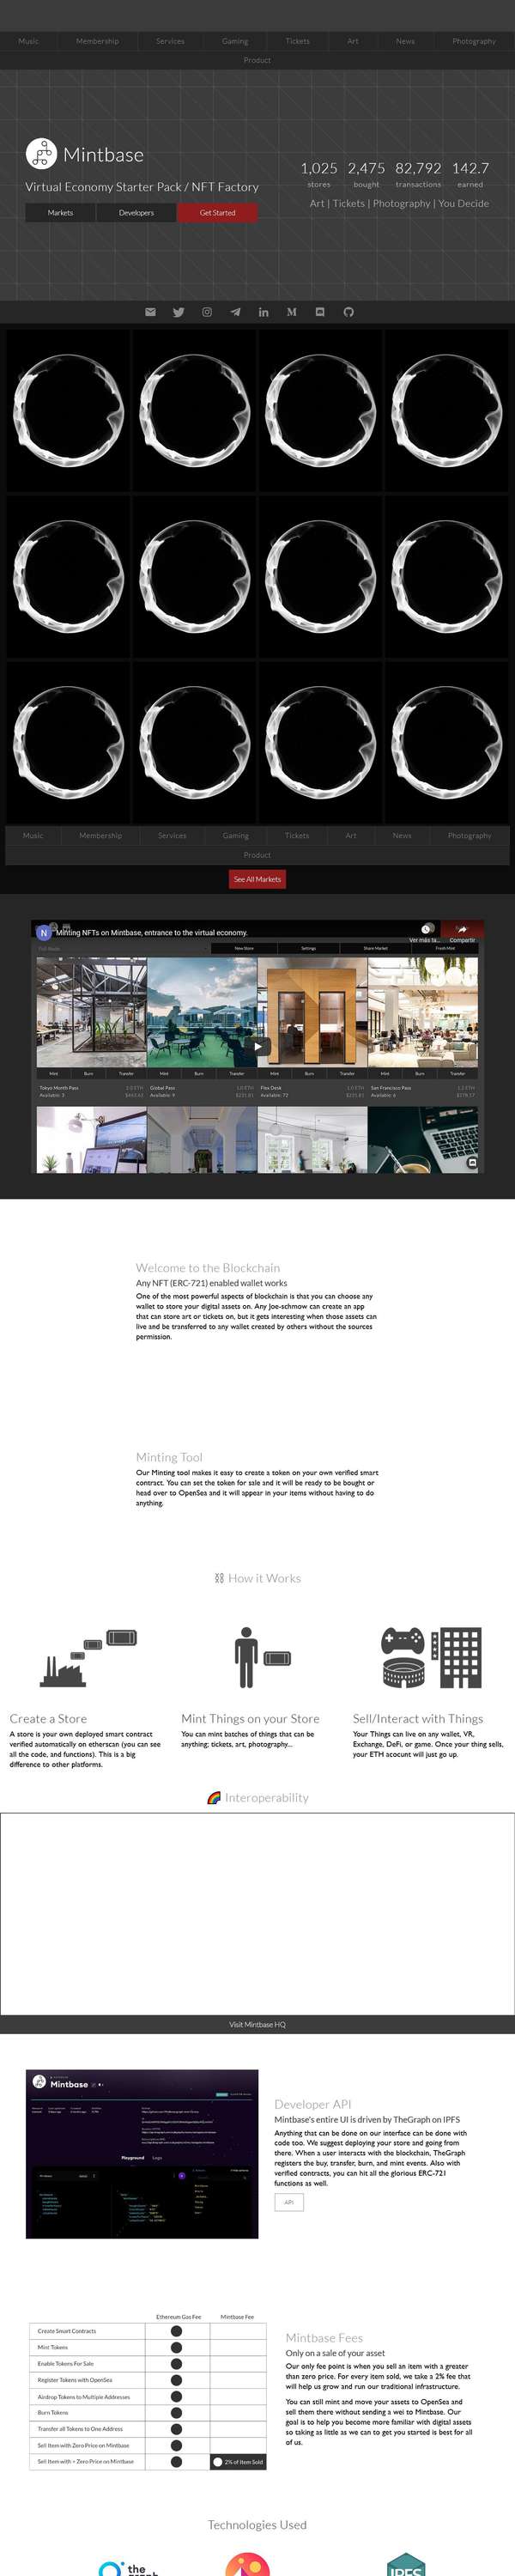 Music Membership Services Gaming Tickets Art News Photography
Product
Mintbase
Virtual Economy Starter Pack / NFT Factory
Markets Developers Get Started
1,025 2,475 82,792 142.7
stores bought transactions earned
Art | Tickets | Photography | You Decide
Music Membership Services Gaming Tickets Art News Photography
Product
See All Markets
N Minting NFTs on Mintbase, entrance to the virtual economy.
Ver más ta... Compartir
New Store Settings Share Market Fresh Mint
Mint Burn Transfer Mint Burn Transfer Mint Burn Transfer Mint Burn Transfer
Tokyo Month Pass 1.0 ETH Global Pass 1.0 ETH Flex Desk 1.0 ETH San Francisco Pass 1.2 ETH
Available: 3 Available: 9 $231.81 Available: 72 $231.81 Available: 6 $278.17
Welcome to the Blockchain
Any NFT (ERC-721) enabled wallet works
One of the most powerful aspects of blockchain is that you can choose any
wallet to store your digital assets on. Any Joe-schmow can create an app
that can store art or tickets on, but it gets interesting when those assets can
live and be transferred to any wallet created by others without the sources
permission.
Minting Tool
Our Minting tool makes it easy to create a token on your own verified smart
contract. You can set the token for sale and it will be ready to be bought or
head over to OpenSea and it will appear in your items without having to do
anything.
⛓ How it Works
Create a Store
A store is your own deployed smart contract
verified automatically on etherscan (you can see
all the code, and functions). This is a big
difference to other platforms.
Mint Things on your Store
You can mint batches of things that can be
anything: tickets, art, photography...
Sell/Interact with Things
Your Things can live on any wallet, VR,
Exchange, DeFi, or game. Once your thing sells,
your ETH acocunt will just go up.
🌈 Interoperability
Visit Mintbase HQ
Mintbase
Playground Logs
Developer API
Mintbase's entire UI is driven by TheGraph on IPFS
Anything that can be done on our interface can be done with
code too. We suggest deploying your store and going from
there. When a user interacts with the blockchain, TheGraph
registers the buy, transfer, burn, and mint events. Also with
verified contracts, you can hit all the glorious ERC-721
functions as well.
API
Ethereum Gas Fee Mintbase Fee
Create Smart Contracts
Mint Tokens
Enable Tokens For Sale
Register Tokens with OpenSea
Airdrop Tokens to Multiple Addresses
Burn Tokens
Transfer all Tokens to One Address
Sell Item with Zero Price on Mintbase
Sell Item with > Zero Price on Mintbase 2% of Item Sold
Mintbase Fees
Only on a sale of your asset
Our only fee point is when you sell an item with a greater
than zero price. For every item sold, we take a 2% fee that
will help us grow and run our traditional infrastructure.
You can still mint and move your assets to OpenSea and
sell them there without sending a wei to Mintbase. Our
goal is to help you become more familiar with digital assets
so taking as little as we can to get you started is best for all
of us.
Technologies Used
the
IPFS